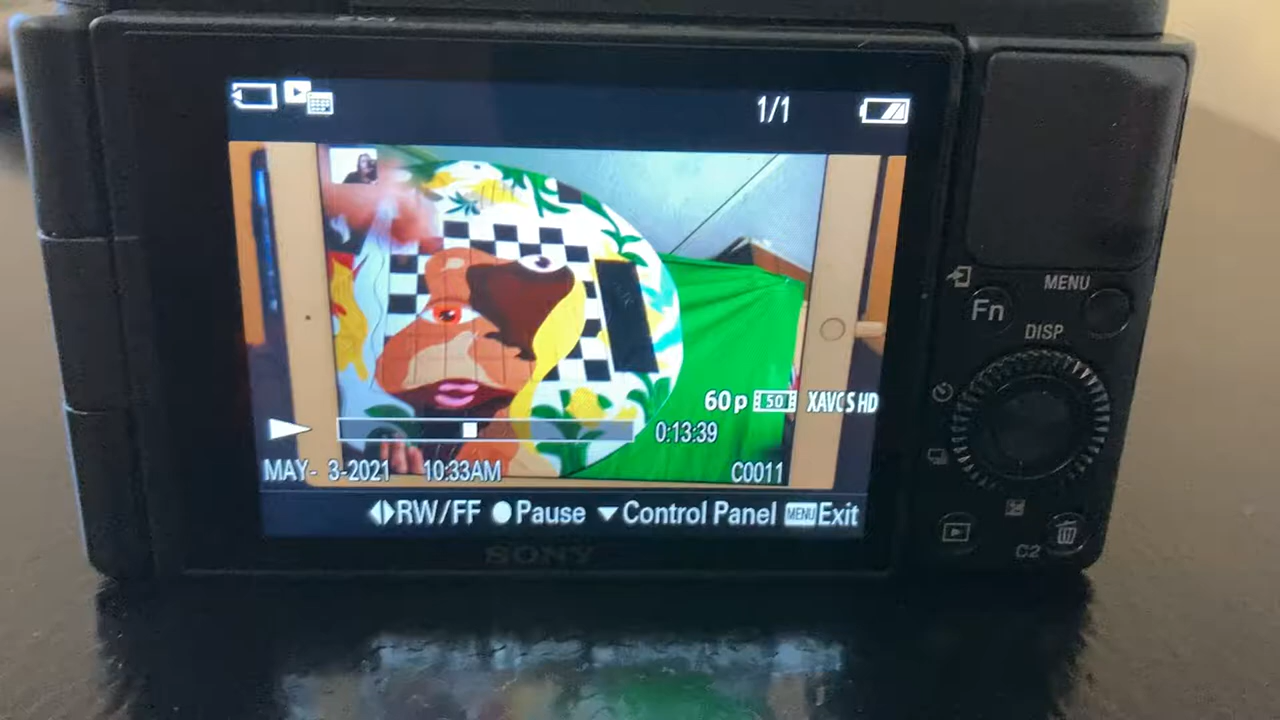 1/1
60p 50 XAVC S HD
0:13:39
MAY- 3-2021 10:33AM C0011
RW/FF Pause Control Panel MENU Exit
SONY
MENU
Fn
DISP
C2